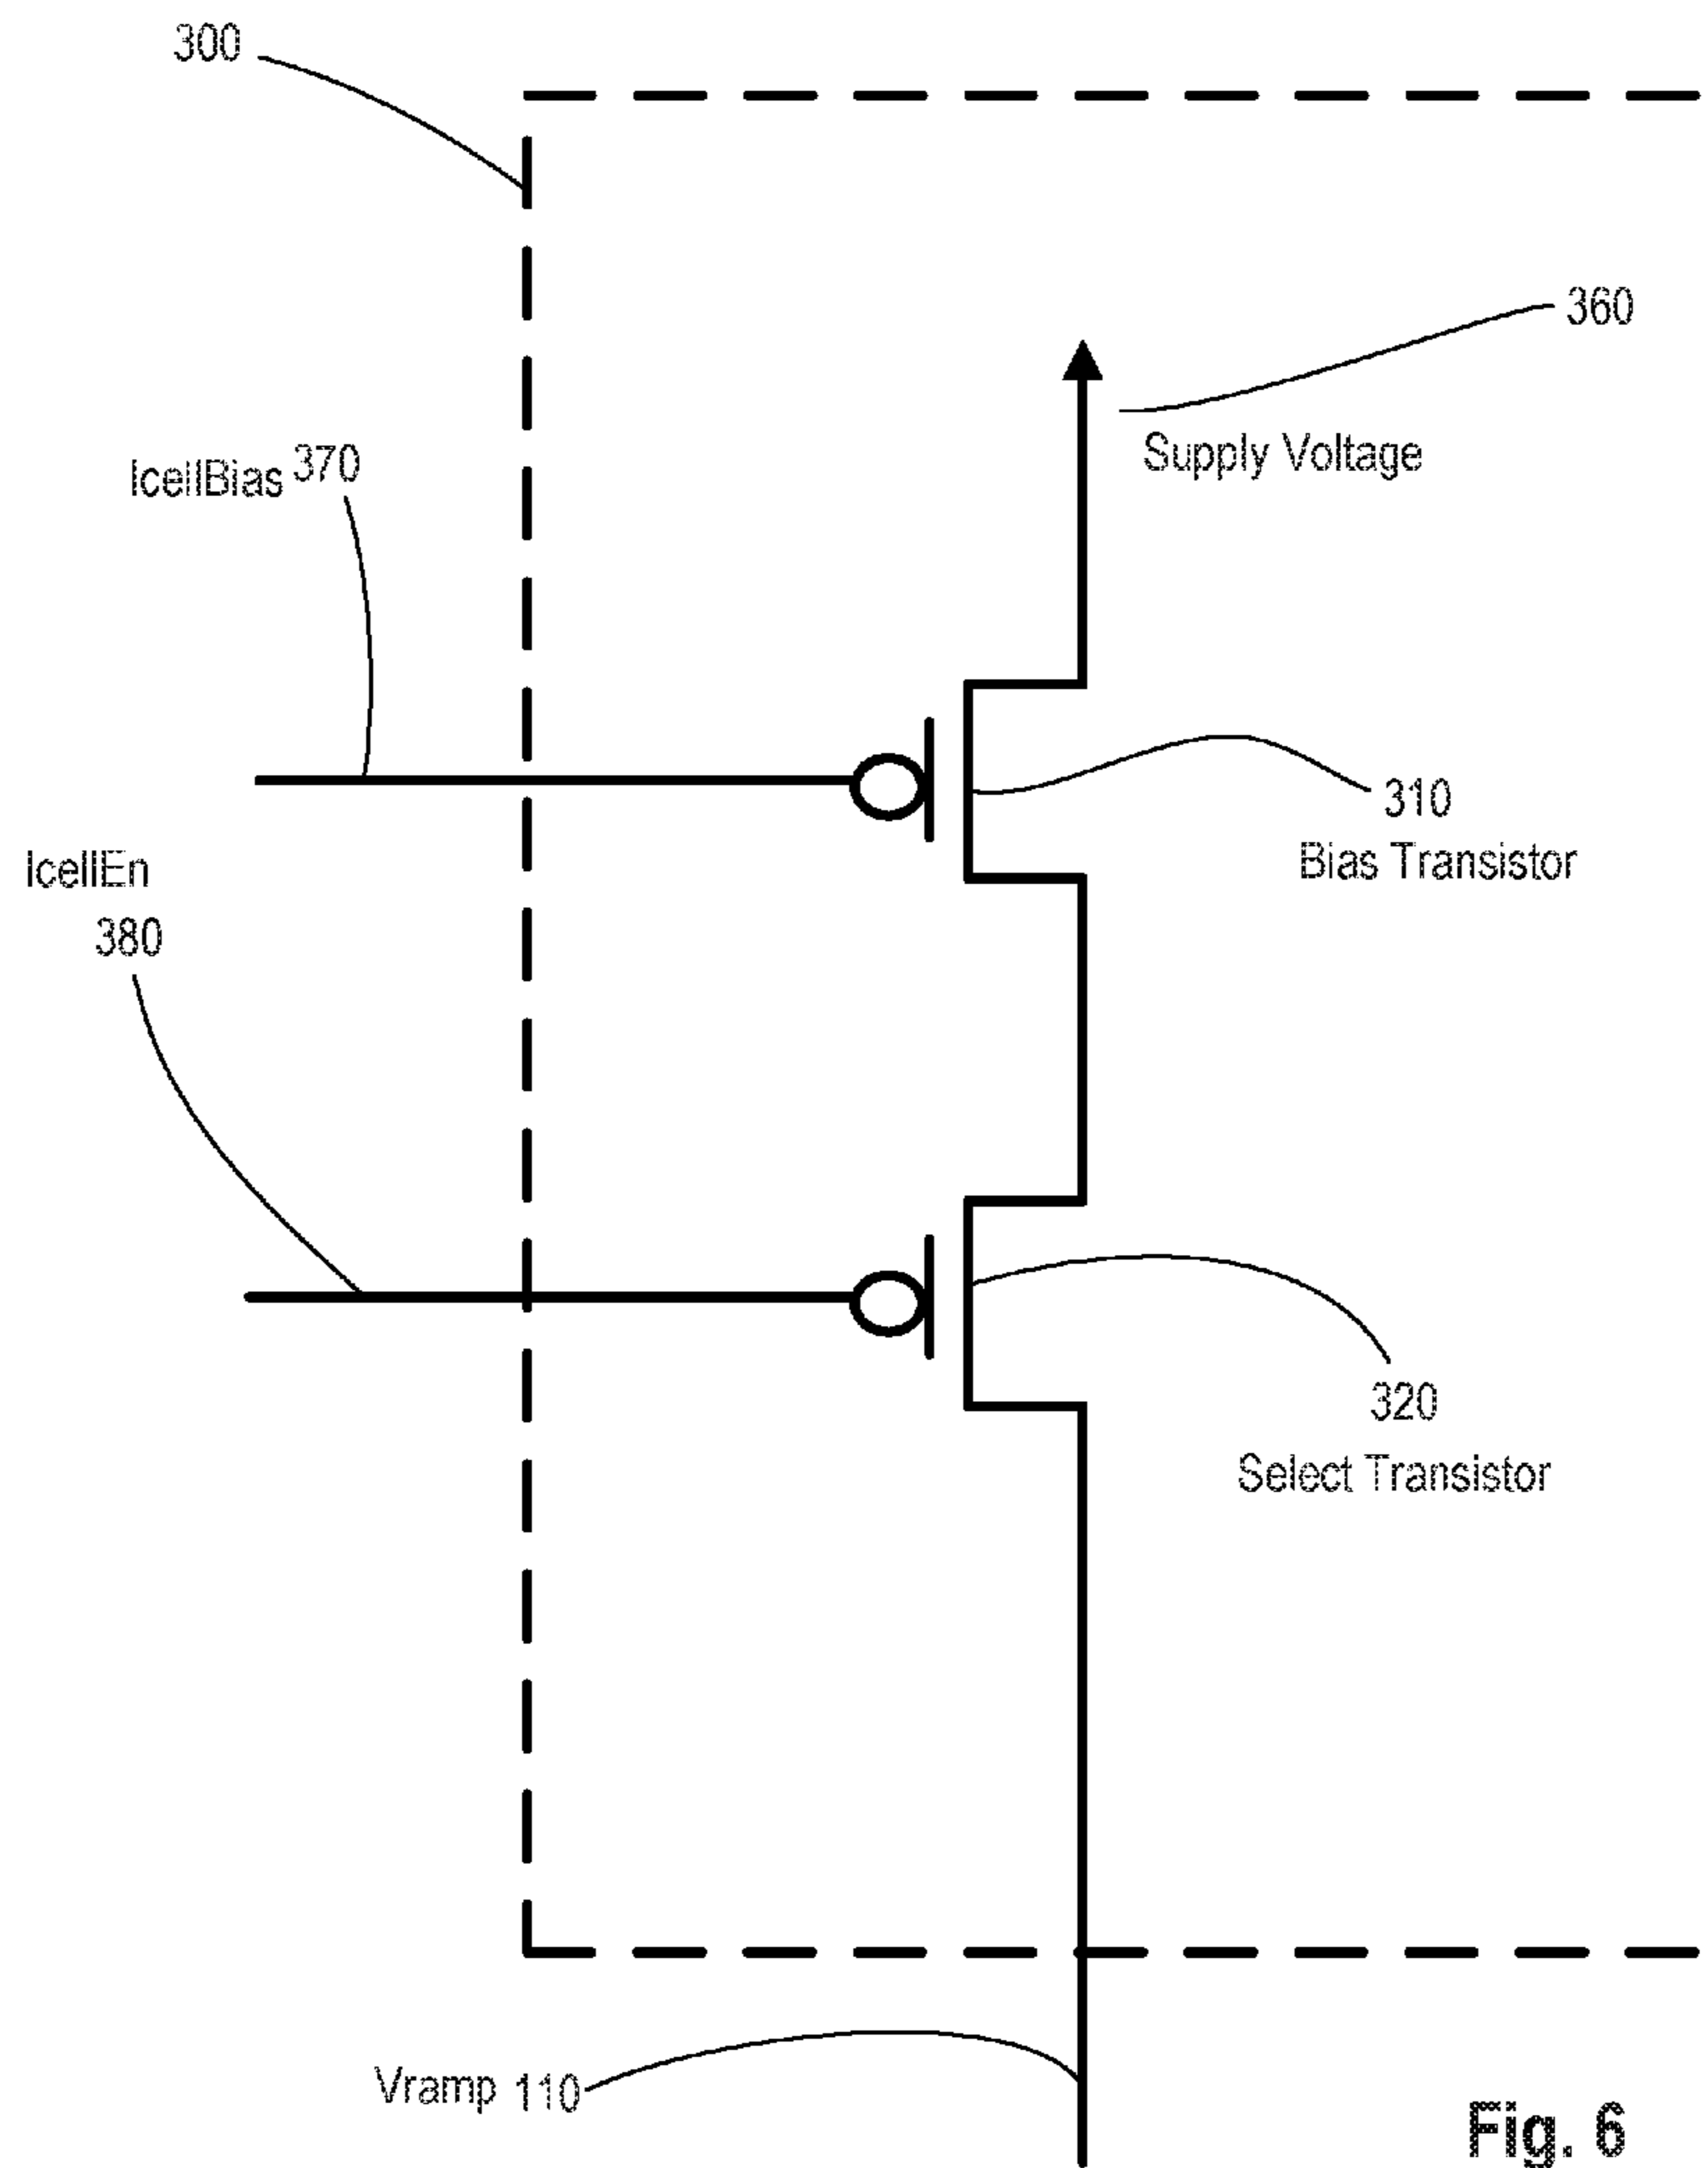 300
360
Supply Voltage
IcellBias 370
310
Bias Transistor
IcellEn
380
320
Select Transistor
Vramp 110
Fig. 6